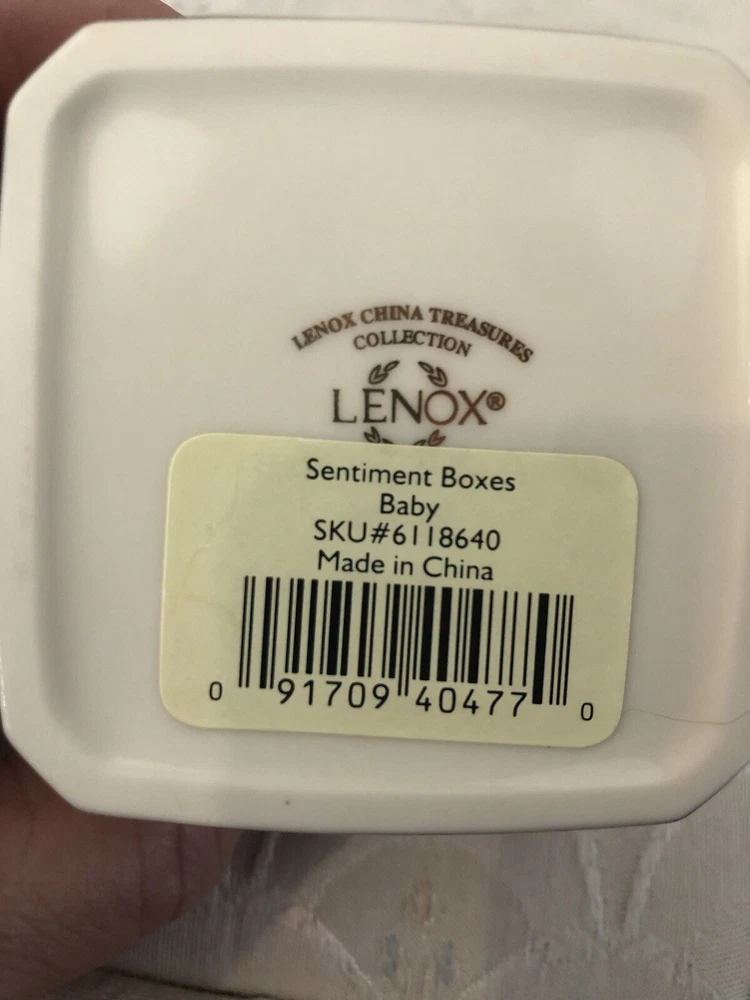 LENOX CHINA TREASURES
COLLECTION
LENOX®
Sentiment Boxes
Baby
SKU#6118640
Made in China
0 91709 40477 0